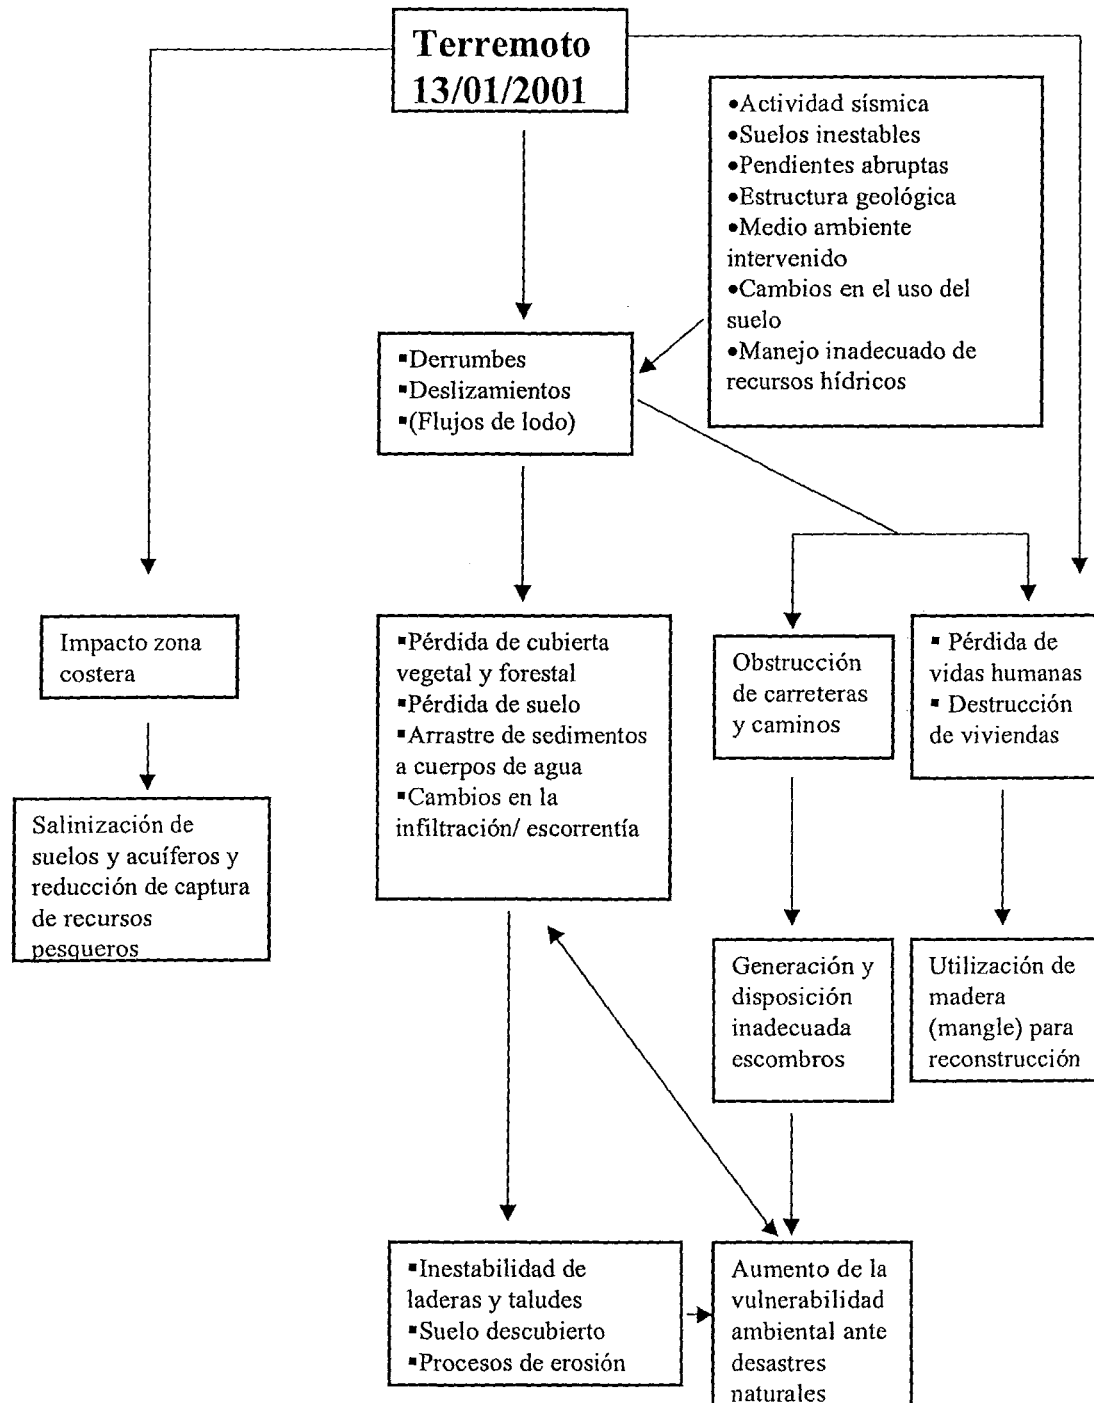 Terremoto
13/01/2001
•Actividad sísmica
•Suelos inestables
•Pendientes abruptas
•Estructura geológica
•Medio ambiente
intervenido
•Cambios en el uso del
suelo
•Manejo inadecuado de
recursos hídricos
▪Derrumbes
▪Deslizamientos
▪(Flujos de lodo)
Impacto zona
costera
▪Pérdida de cubierta
vegetal y forestal
▪Pérdida de suelo
▪Arrastre de sedimentos
a cuerpos de agua
▪Cambios en la
infiltración/ escorrentía
Obstrucción
de carreteras
y caminos
▪ Pérdida de
vidas humanas
▪ Destrucción
de viviendas
Salinización de
suelos y acuíferos y
reducción de captura
de recursos
pesqueros
Generación y
disposición
inadecuada
escombros
Utilización de
madera
(mangle) para
reconstrucción
▪Inestabilidad de
laderas y taludes
▪Suelo descubierto
▪Procesos de erosión
Aumento de la
vulnerabilidad
ambiental ante
desastres
naturales